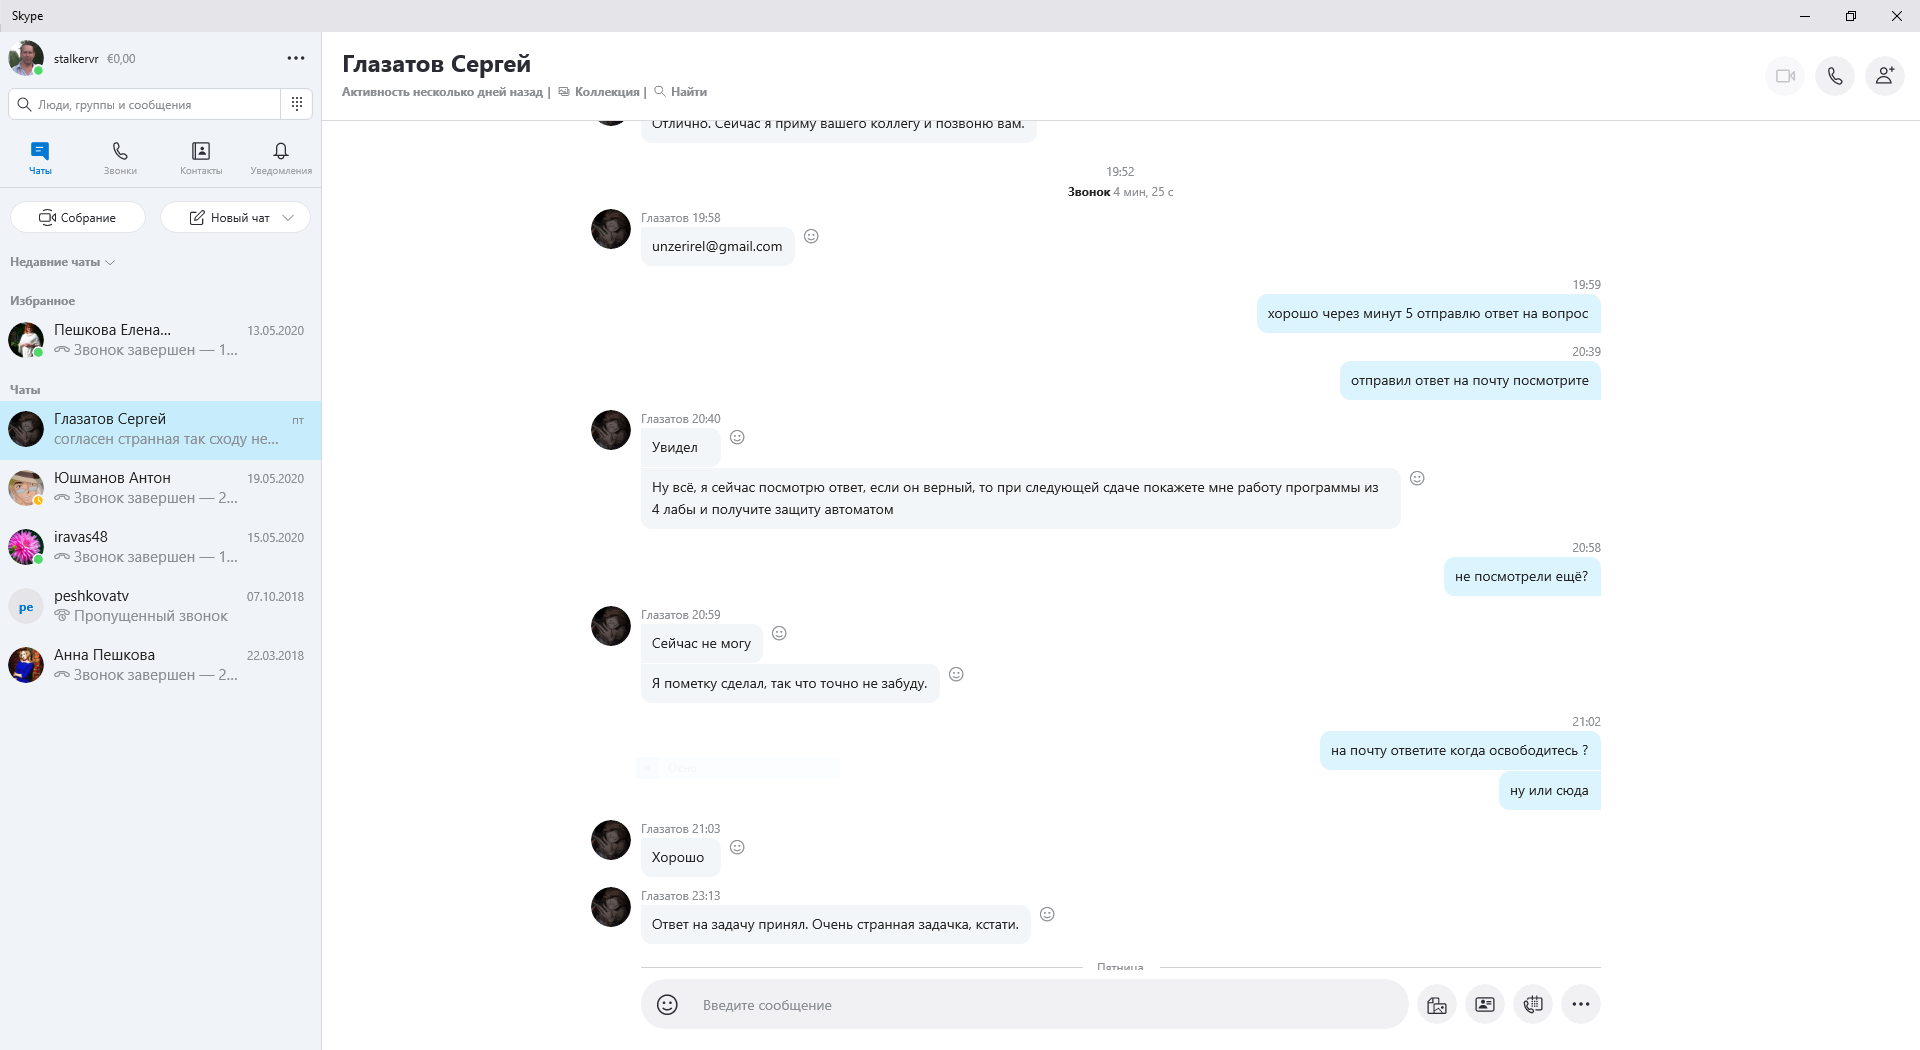 Skype
stalkervr €0,00
Люди, группы и сообщения
Чаты
Звонки
Контакты
Уведомления
Собрание
Новый чат
Недавние чаты
Избранное
Пешкова Елена...
13.05.2020
Звонок завершен — 1...
Чаты
Глазатов Сергей
пт
согласен странная так сходу не...
Юшманов Антон
19.05.2020
Звонок завершен — 2...
iravas48
15.05.2020
Звонок завершен — 1...
pe
peshkovatv
07.10.2018
Пропущенный звонок
Анна Пешкова
22.03.2018
Звонок завершен — 2...
Глазатов Сергей
Активность несколько дней назад | Коллекция | Найти
Отлично. Сейчас я приму вашего коллегу и позвоню вам.
19:52
Звонок 4 мин, 25 с
Глазатов 19:58
unzerirel@gmail.com
19:59
хорошо через минут 5 отправлю ответ на вопрос
20:39
отправил ответ на почту посмотрите
Глазатов 20:40
Увидел
Ну всё, я сейчас посмотрю ответ, если он верный, то при следующей сдаче покажете мне работу программы из
4 лабы и получите защиту автоматом
20:58
не посмотрели ещё?
Глазатов 20:59
Сейчас не могу
Я пометку сделал, так что точно не забуду.
21:02
на почту ответите когда освободитесь ?
ну или сюда
Глазатов 21:03
Хорошо
Глазатов 23:13
Ответ на задачу принял. Очень странная задачка, кстати.
Пятница
Введите сообщение